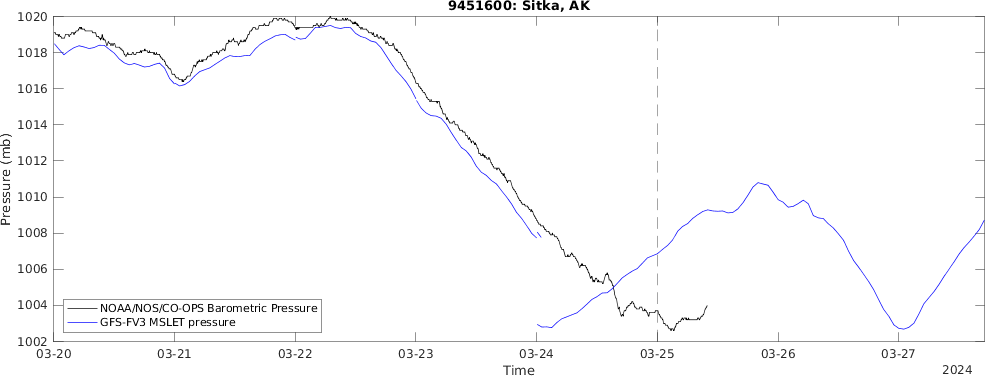 9451600: Sitka, AK
Pressure (mb)
1020
1018
1016
1014
1012
1010
1008
1006
1004
1002
NOAA/NOS/CO-OPS Barometric Pressure
GFS-FV3 MSLET pressure
03-20 03-21 03-22 03-23 03-24 03-25 03-26 03-27
Time
2024